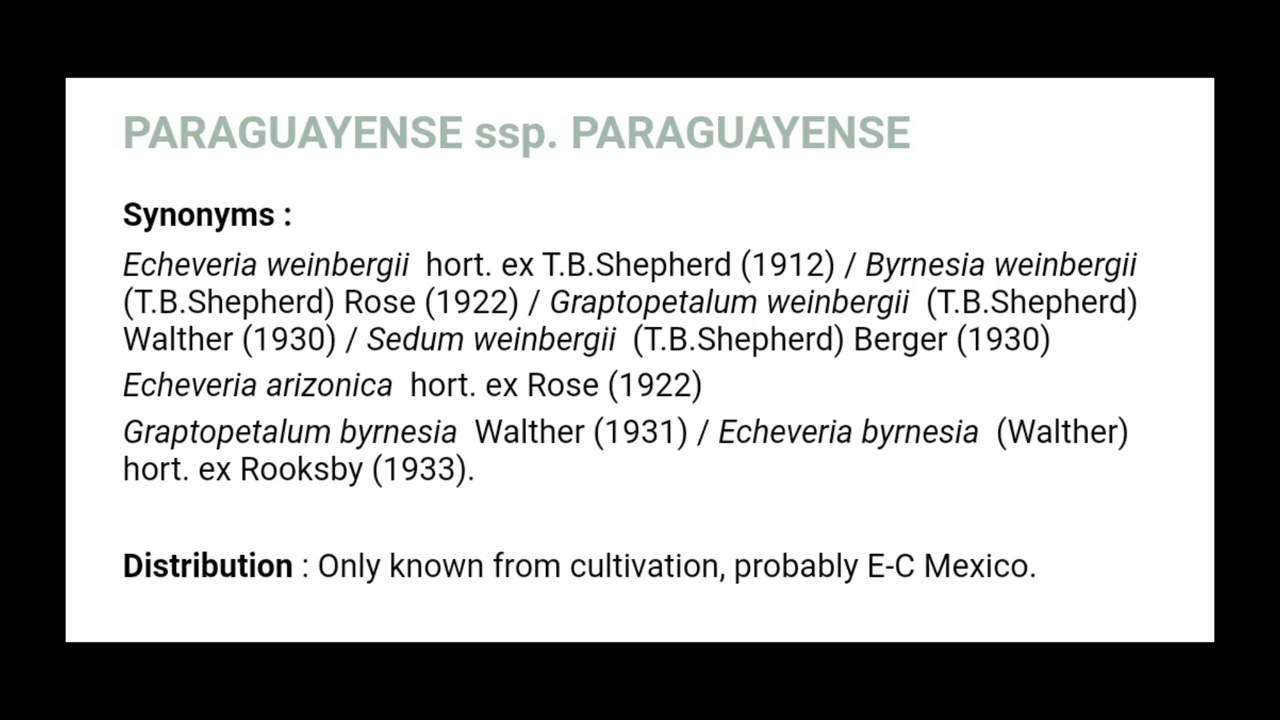 PARAGUAYENSE ssp. PARAGUAYENSE
Synonyms :
Echeveria weinbergii hort. ex T.B.Shepherd (1912) / Byrnesia weinbergii
(T.B.Shepherd) Rose (1922) / Graptopetalum weinbergii (T.B.Shepherd)
Walther (1930) / Sedum weinbergii (T.B.Shepherd) Berger (1930)
Echeveria arizonica hort. ex Rose (1922)
Graptopetalum byrnesia Walther (1931) / Echeveria byrnesia (Walther)
hort. ex Rooksby (1933).
Distribution : Only known from cultivation, probably E-C Mexico.